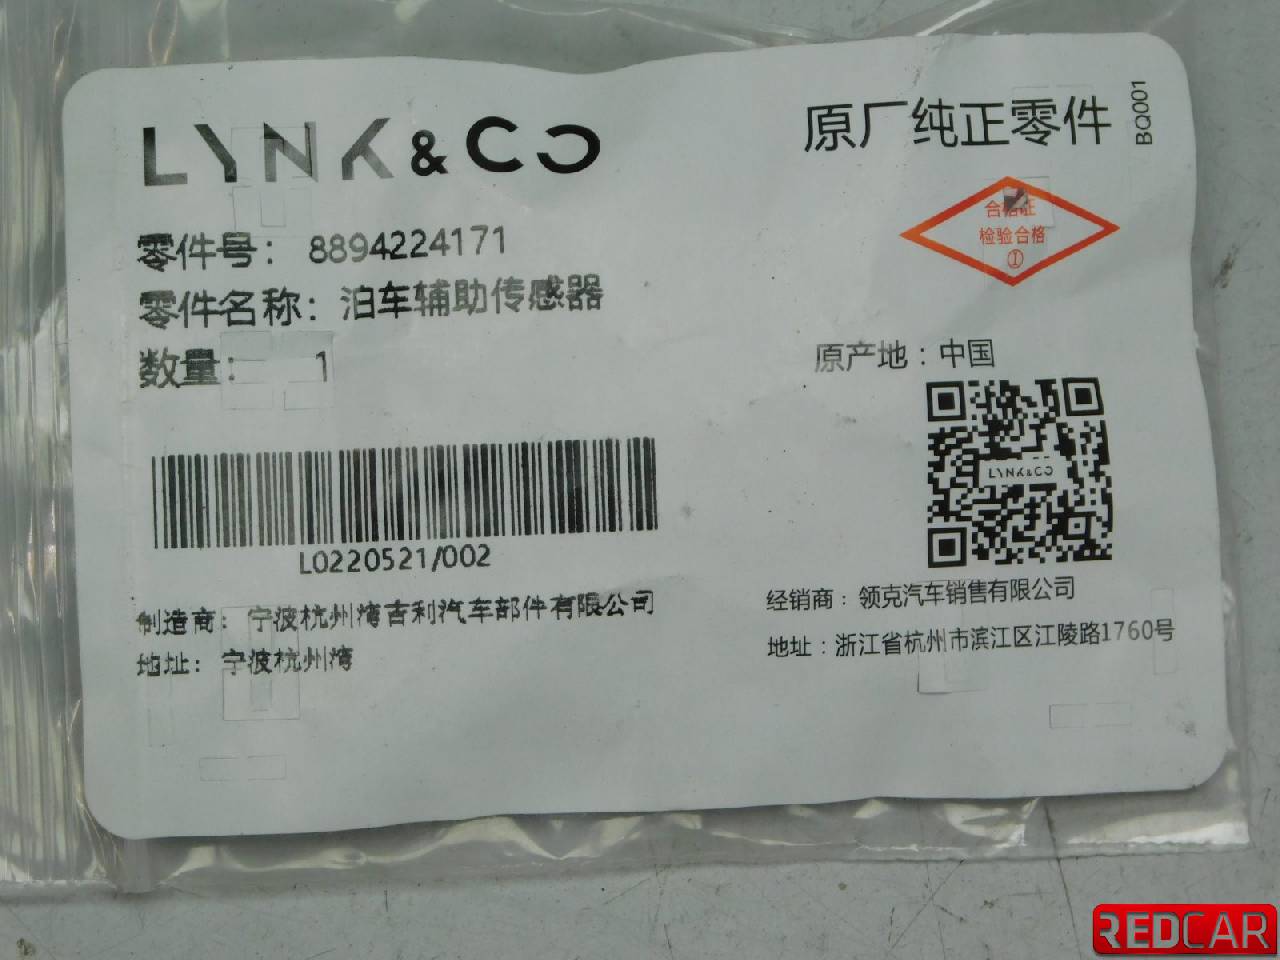 LYNK & CO
原厂纯正零件
BQ001
合格证
检验合格
①
零件号： 8894224171
零件名称： 泊车辅助传感器
数量： 1
原产地：中国
LYNK & CO
L0220521/002
制造商： 宁波杭州湾吉利汽车部件有限公司
地址： 宁波杭州湾
经销商：领克汽车销售有限公司
地址：浙江省杭州市滨江区江陵路1760号
REDCAR